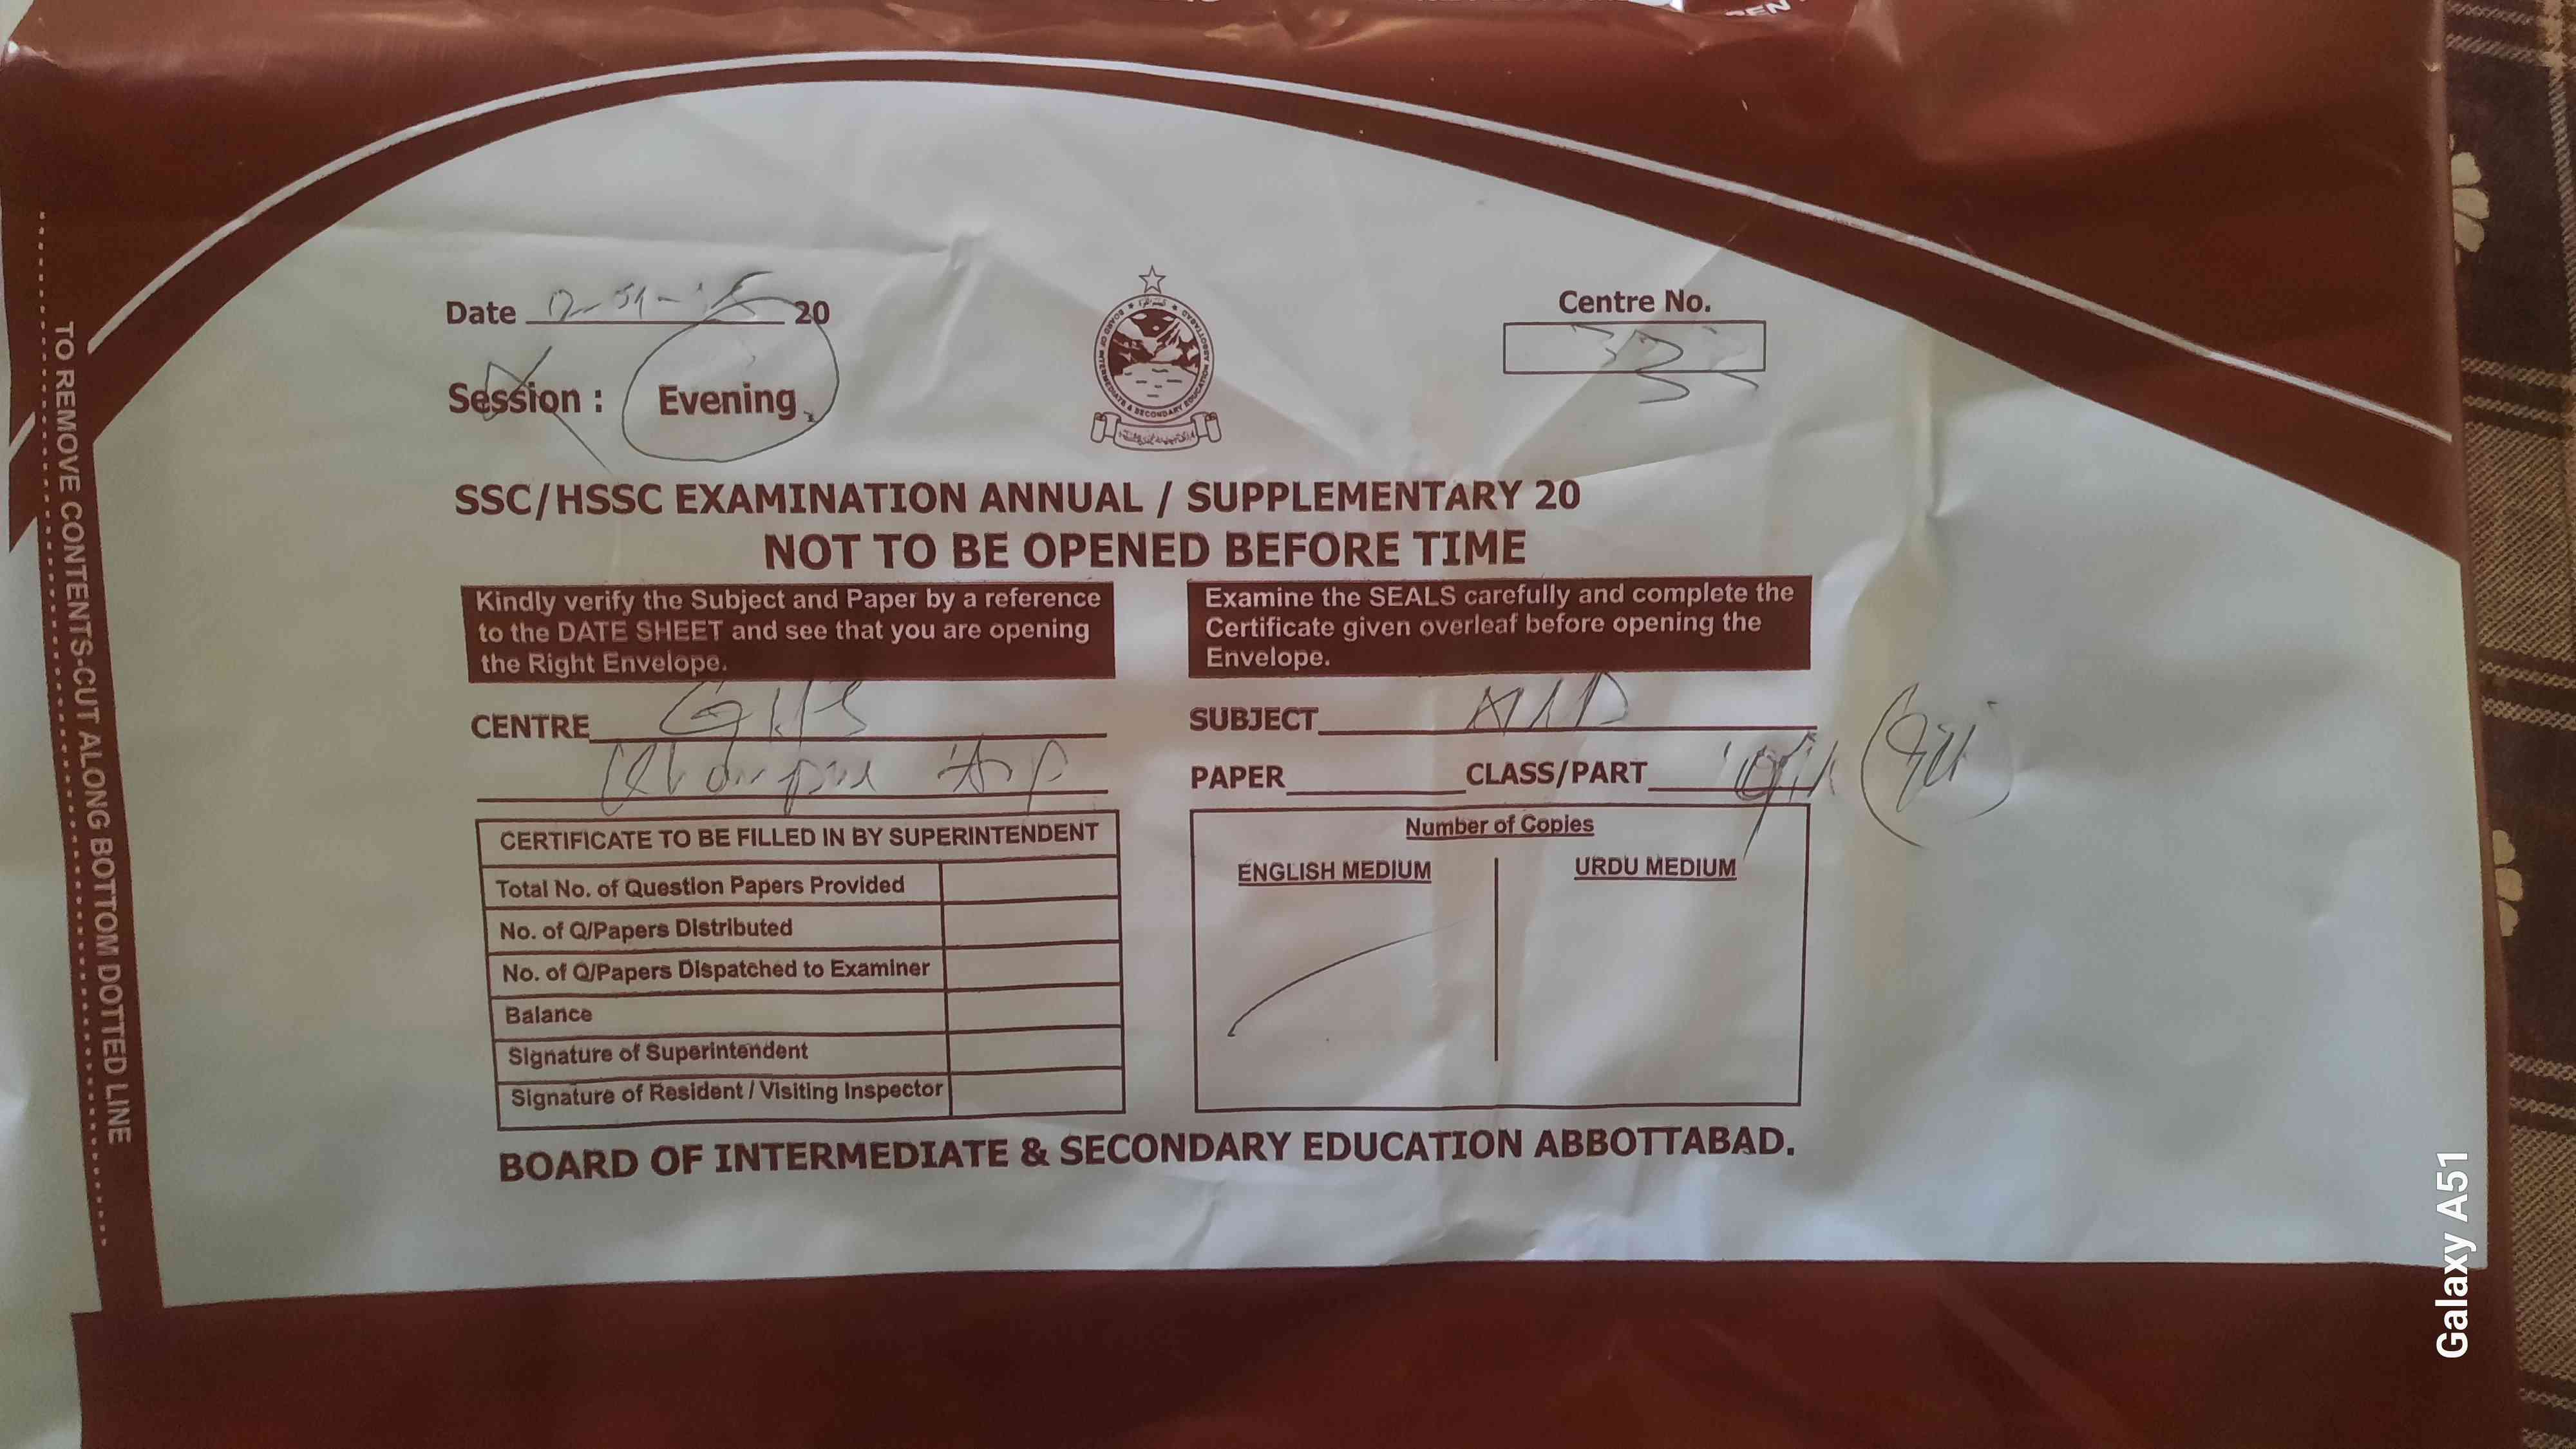 Date 20
Centre No.
Session : Evening
SSC/HSSC EXAMINATION ANNUAL / SUPPLEMENTARY 20
NOT TO BE OPENED BEFORE TIME
Kindly verify the Subject and Paper by a reference
to the DATE SHEET and see that you are opening
the Right Envelope.
Examine the SEALS carefully and complete the
Certificate given overleaf before opening the
Envelope.
CENTRE GHS
SUBJECT
PAPER CLASS/PART
CERTIFICATE TO BE FILLED IN BY SUPERINTENDENT
Total No. of Question Papers Provided
No. of Q/Papers Distributed
No. of Q/Papers Dispatched to Examiner
Balance
Signature of Superintendent
Signature of Resident / Visiting Inspector
Number of Copies
ENGLISH MEDIUM
URDU MEDIUM
BOARD OF INTERMEDIATE & SECONDARY EDUCATION ABBOTTABAD.
TO REMOVE CONTENTS-CUT ALONG BOTTOM DOTTED LINE
Galaxy A51